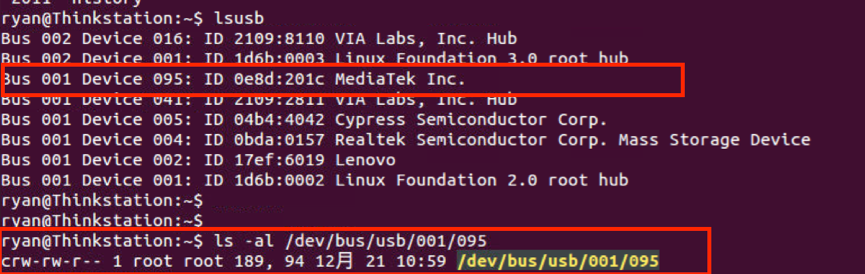 ryan@Thinkstation:~$ lsusb
Bus 002 Device 016: ID 2109:8110 VIA Labs, Inc. Hub
Bus 002 Device 001: ID 1d6b:0003 Linux Foundation 3.0 root hub
Bus 001 Device 095: ID 0e8d:201c MediaTek Inc.
Bus 001 Device 041: ID 2109:2811 VIA Labs, Inc. Hub
Bus 001 Device 005: ID 04b4:4042 Cypress Semiconductor Corp.
Bus 001 Device 004: ID 0bda:0157 Realtek Semiconductor Corp. Mass Storage Device
Bus 001 Device 002: ID 17ef:6019 Lenovo
Bus 001 Device 001: ID 1d6b:0002 Linux Foundation 2.0 root hub
ryan@Thinkstation:~$
ryan@Thinkstation:~$
ryan@Thinkstation:~$ ls -al /dev/bus/usb/001/095
crw-rw-r-- 1 root root 189, 94 12月 21 10:59 /dev/bus/usb/001/095